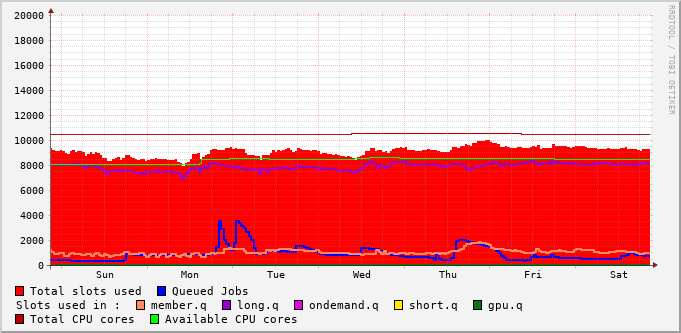 20000
18000
16000
14000
12000
10000
8000
6000
4000
2000
0
Sun Mon Tue Wed Thu Fri Sat
RRDTOOL / TOBI OETIKER
Total slots used Queued Jobs
Slots used in : member.q long.q ondemand.q short.q gpu.q
Total CPU cores Available CPU cores